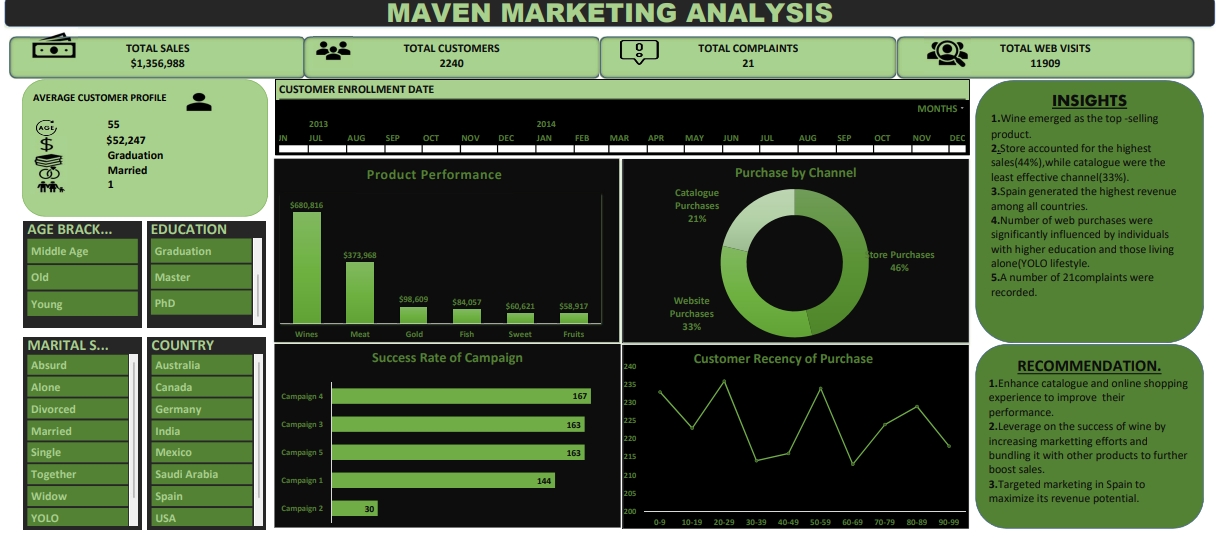 MAVEN MARKETING ANALYSIS
TOTAL SALES
$1,356,988
TOTAL CUSTOMERS
2240
TOTAL COMPLAINTS
21
TOTAL WEB VISITS
11909
AVERAGE CUSTOMER PROFILE
AGE
55
$52,247
Graduation
Married
1
AGE BRACK...
Middle Age
Old
Young
EDUCATION
Graduation
Master
PhD
MARITAL S...
Absurd
Alone
Divorced
Married
Single
Together
Widow
YOLO
COUNTRY
Australia
Canada
Germany
India
Mexico
Saudi Arabia
Spain
USA
CUSTOMER ENROLLMENT DATE
MONTHS
2013 2014
JN JUL AUG SEP OCT NOV DEC JAN FEB MAR APR MAY JUN JUL AUG SEP OCT NOV DEC
Product Performance
$680,816
$373,968
$98,609
$84,057
$60,621
$58,917
Wines Meat Gold Fish Sweet Fruits
Purchase by Channel
Catalogue
Purchases
21%
tore Purchases
46%
Website
Purchases
33%
Success Rate of Campaign
Campaign 4 167
Campaign 3 163
Campaign 5 163
Campaign 1 144
Campaign 2 30
Customer Recency of Purchase
240
235
230
225
220
215
210
205
200
0-9 10-19 20-29 30-39 40-49 50-59 60-69 70-79 80-89 90-99
INSIGHTS
1.Wine emerged as the top -selling
product.
2.Store accounted for the highest
sales(44%),while catalogue were the
least effective channel(33%).
3.Spain generated the highest revenue
among all countries.
4.Number of web purchases were
significantly influenced by individuals
with higher education and those living
alone(YOLO lifestyle.
5.A number of 21complaints were
recorded.
RECOMMENDATION.
1.Enhance catalogue and online shopping
experience to improve their
performance.
2.Leverage on the success of wine by
increasing marketting efforts and
bundling it with other products to further
boost sales.
3.Targeted marketing in Spain to
maximize its revenue potential.